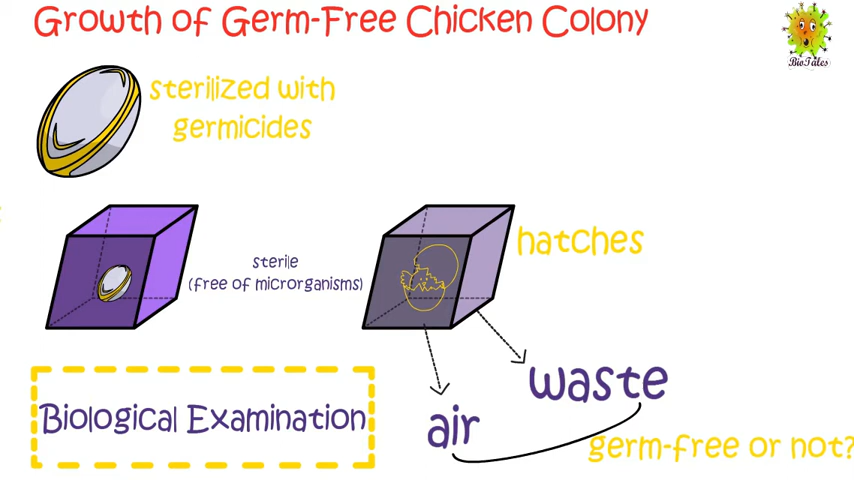 Growth of Germ-Free Chicken Colony
BioTales
sterilized with
germicides
sterile
(free of microrganisms)
hatches
waste
air
Biological Examination
germ-free or not?